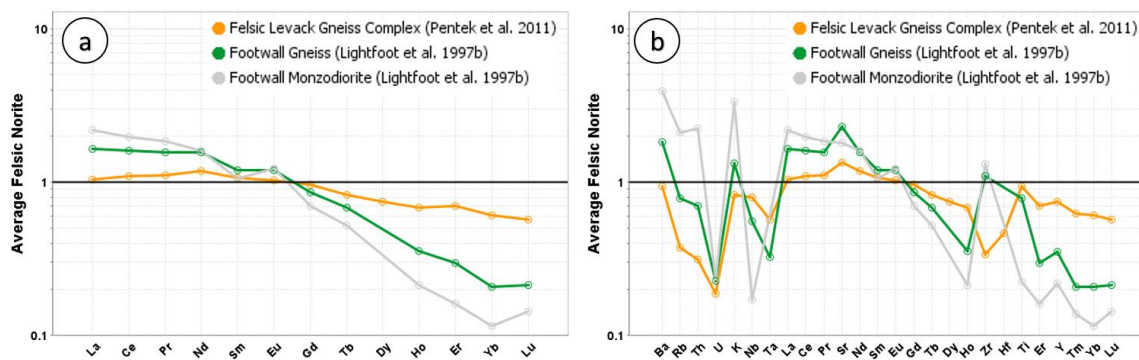 a
Felsic Levack Gneiss Complex (Pentek et al. 2011)
Footwall Gneiss (Lightfoot et al. 1997b)
Footwall Monzodiorite (Lightfoot et al. 1997b)
Average Felsic Norite
10
1
0.1
La Ce Pr Nd Sm Eu Gd Tb Dy Ho Er Yb Lu
b
Felsic Levack Gneiss Complex (Pentek et al. 2011)
Footwall Gneiss (Lightfoot et al. 1997b)
Footwall Monzodiorite (Lightfoot et al. 1997b)
Average Felsic Norite
10
1
0.1
Ba Rb Th U K Nb Ta La Ce Pr Sr Nd Sm Eu Gd Tb Dy Ho Zr Hf Ti Er Y Tm Yb Lu